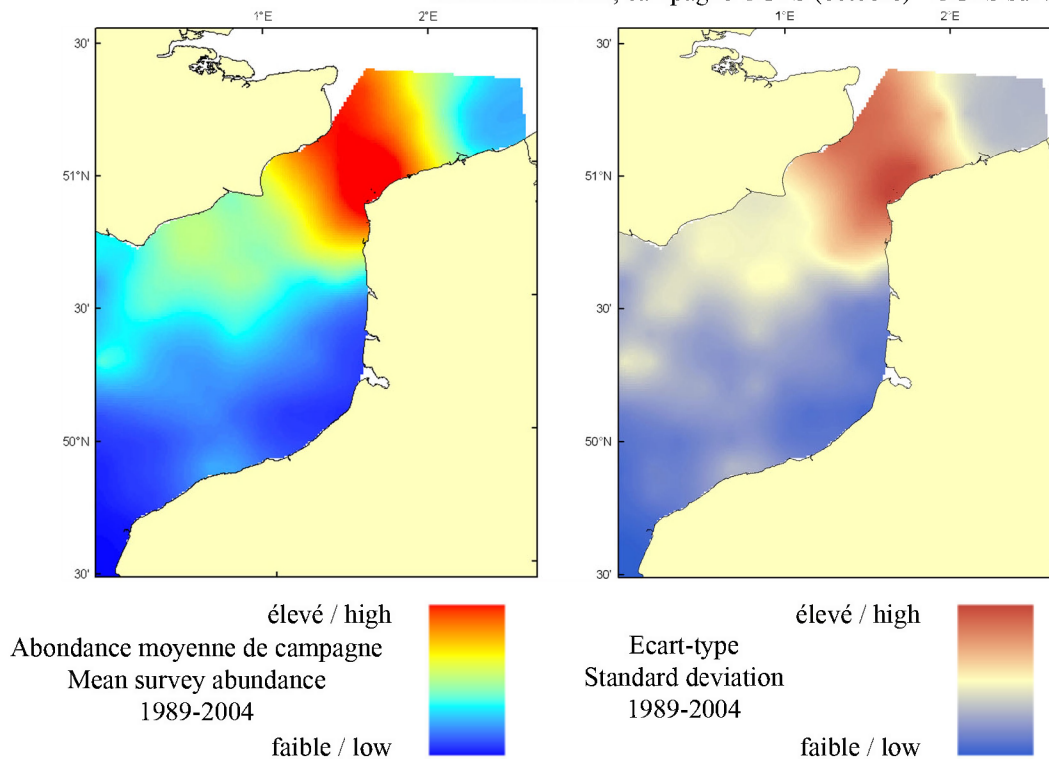 1°E 2°E 1°E 2°E
30' 30'
51°N 51°N
30' 30'
50°N 50°N
30' 30'
élevé / high
Abondance moyenne de campagne
Mean survey abundance
1989-2004
faible / low
élevé / high
Ecart-type
Standard deviation
1989-2004
faible / low